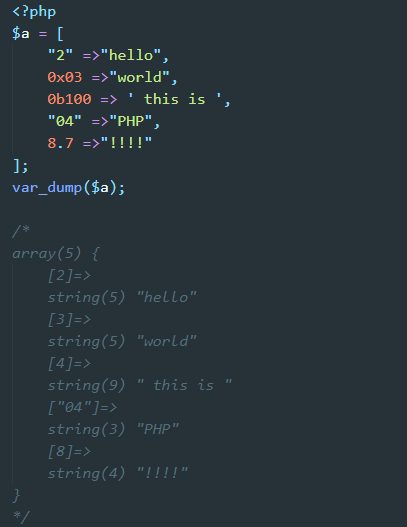 <?php
$a = [
    "2" =>"hello",
    0x03 =>"world",
    0b100 => ' this is ',
    "04" =>"PHP",
    8.7 =>"!!!!"
];
var_dump($a);

/*
array(5) {
    [2]=>
    string(5) "hello"
    [3]=>
    string(5) "world"
    [4]=>
    string(9) " this is "
    ["04"]=>
    string(3) "PHP"
    [8]=>
    string(4) "!!!!"
}
*/